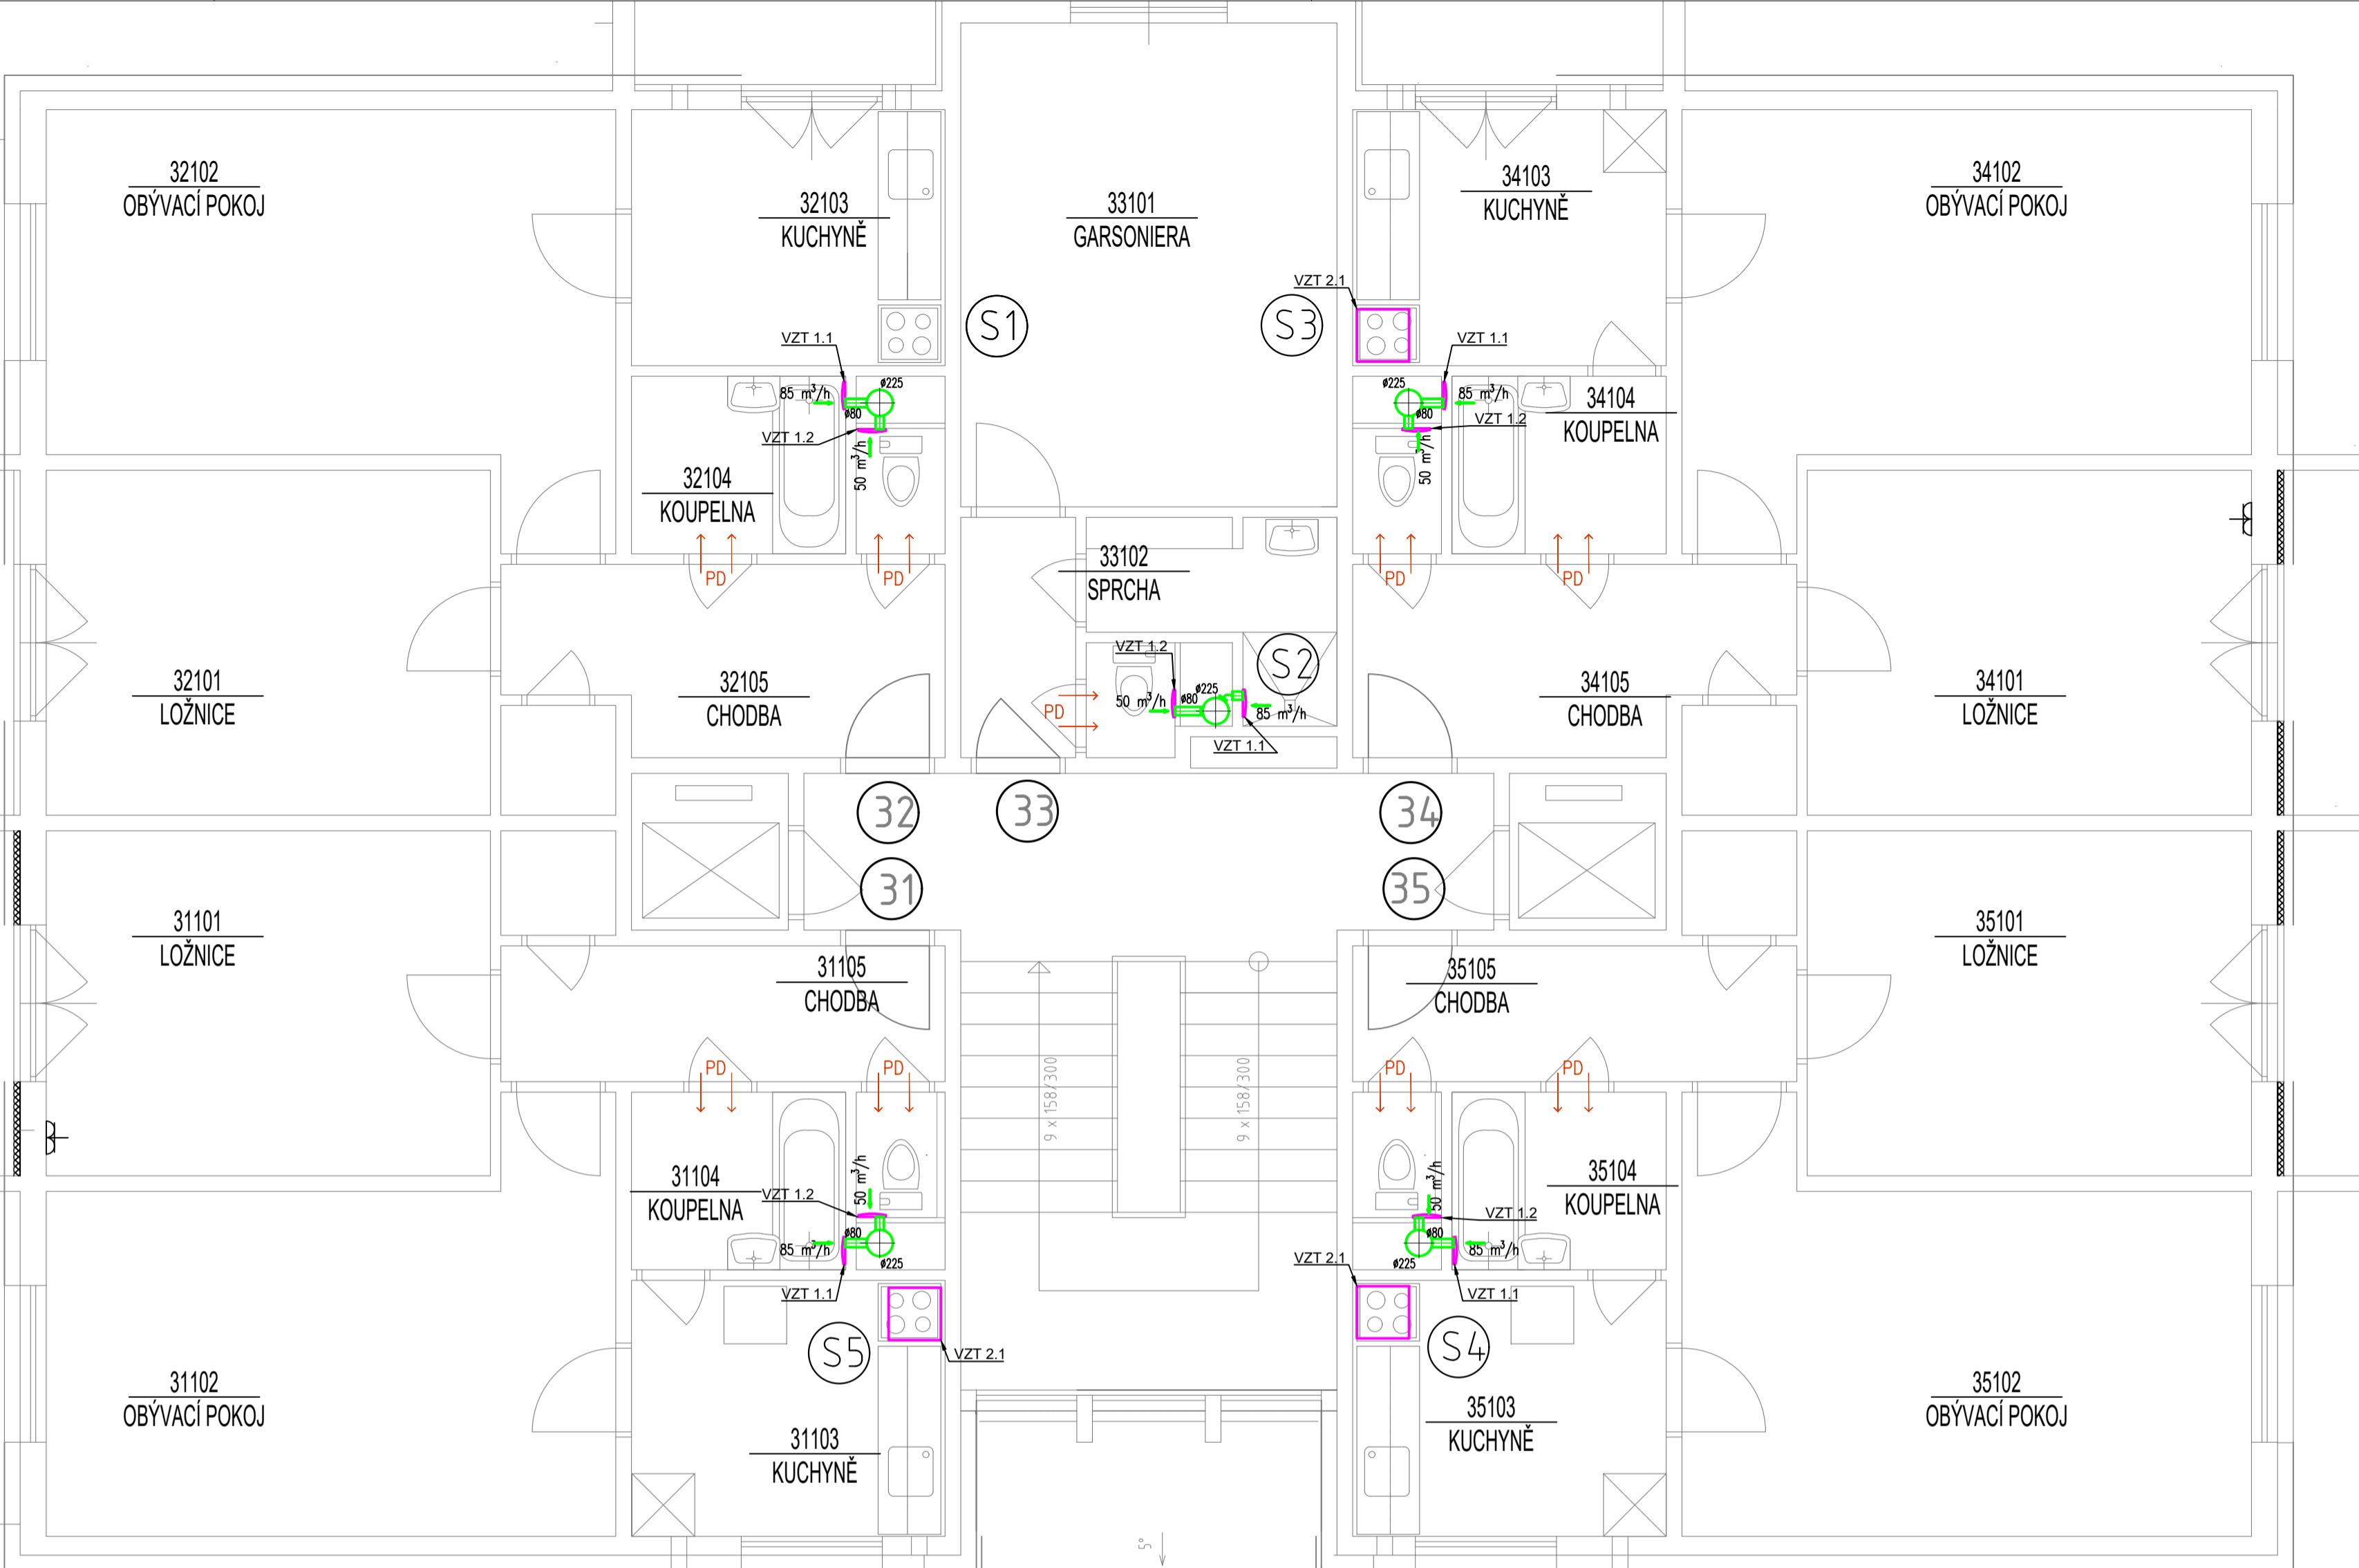 32102
OBÝVACÍ POKOJ
32103
KUCHYNĚ
33101
GARSONIERA
34103
KUCHYNĚ
34102
OBÝVACÍ POKOJ
VZT 2.1
S1
S3
VZT 1.1
VZT 1.1
ø225
85 m³/h
ø80
VZT 1.2
50 m³/h
32104
KOUPELNA
ø225
85 m³/h
ø80
VZT 1.2
50 m³/h
34104
KOUPELNA
PD
PD
33102
SPRCHA
PD
PD
32101
LOŽNICE
32105
CHODBA
VZT 1.2
S2
ø225
ø80
50 m³/h
85 m³/h
PD
VZT 1.1
34105
CHODBA
34101
LOŽNICE
32
33
34
31
35
31101
LOŽNICE
31105
CHODBA
35105
CHODBA
35101
LOŽNICE
PD
PD
9 x 158/300
9 x 158/300
PD
PD
31104
KOUPELNA
VZT 1.2
50 m³/h
ø80
85 m³/h
ø225
VZT 1.1
50 m³/h
35104
KOUPELNA
VZT 1.2
ø80
85 m³/h
ø225
VZT 2.1
VZT 1.1
S5
VZT 2.1
S4
31102
OBÝVACÍ POKOJ
31103
KUCHYNĚ
35103
KUCHYNĚ
35102
OBÝVACÍ POKOJ
5°